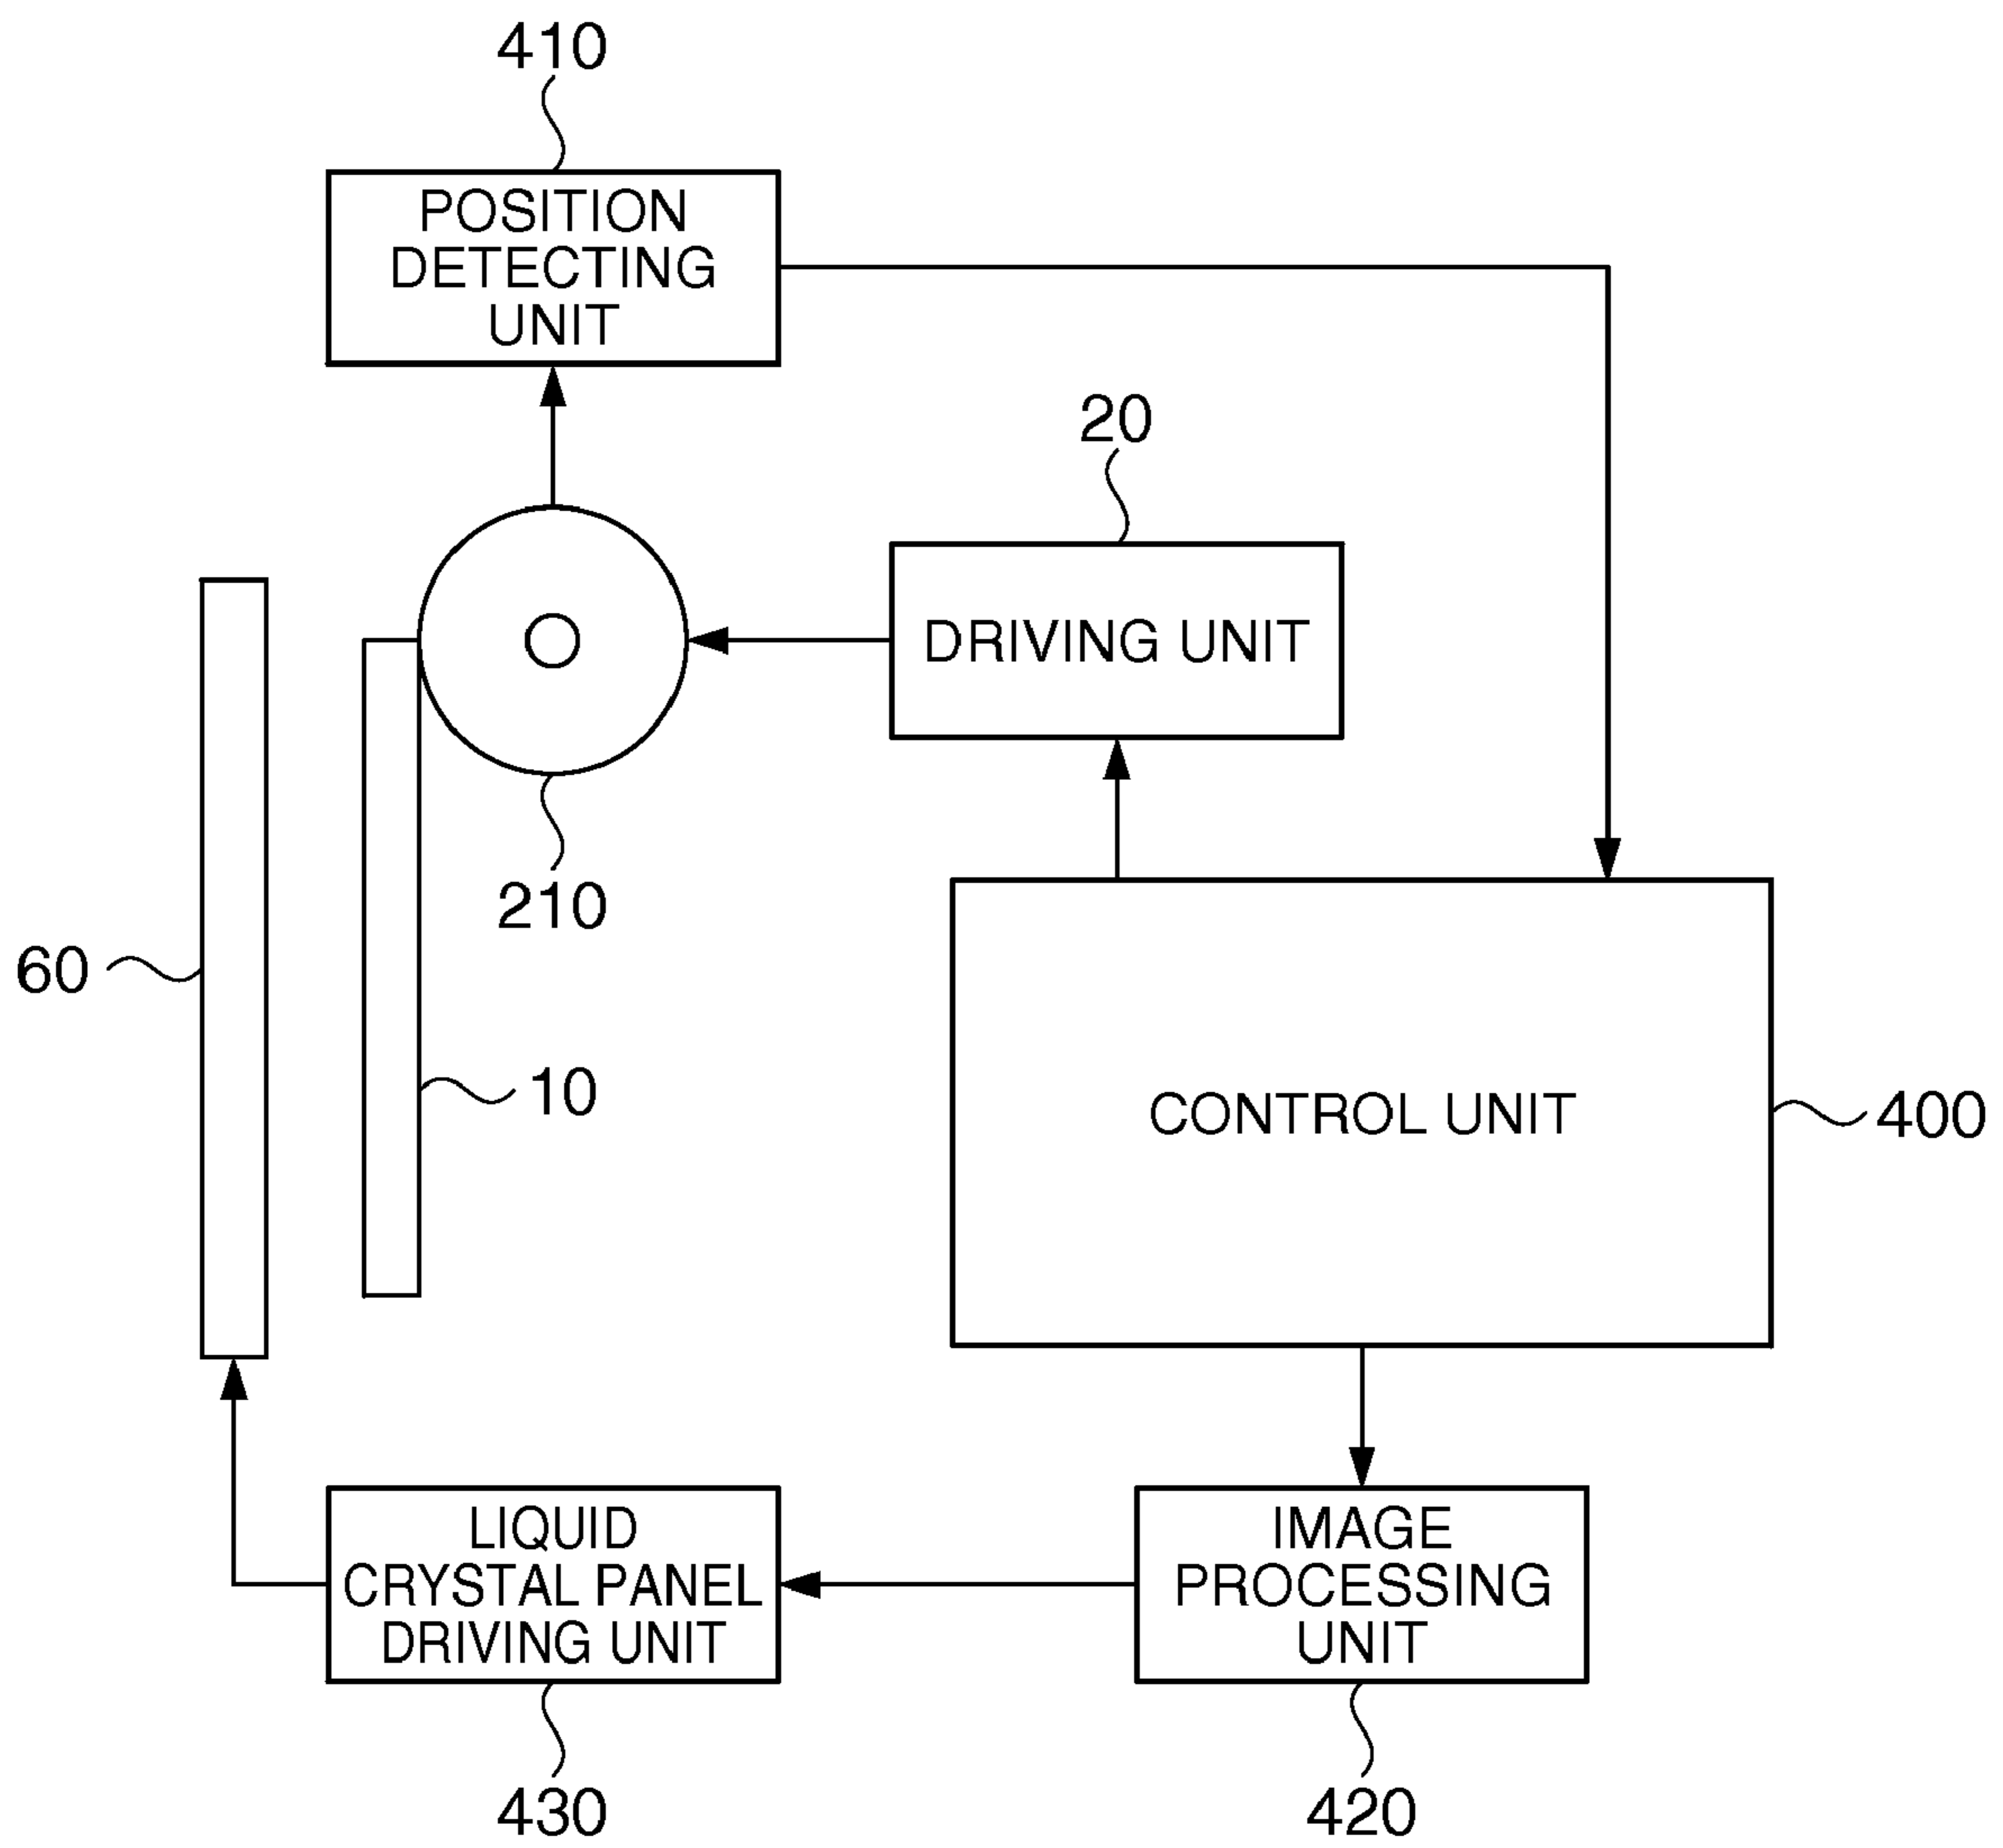 410
POSITION
DETECTING
UNIT
20
DRIVING UNIT
210
60
10
CONTROL UNIT
400
LIQUID
CRYSTAL PANEL
DRIVING UNIT
IMAGE
PROCESSING
UNIT
430
420